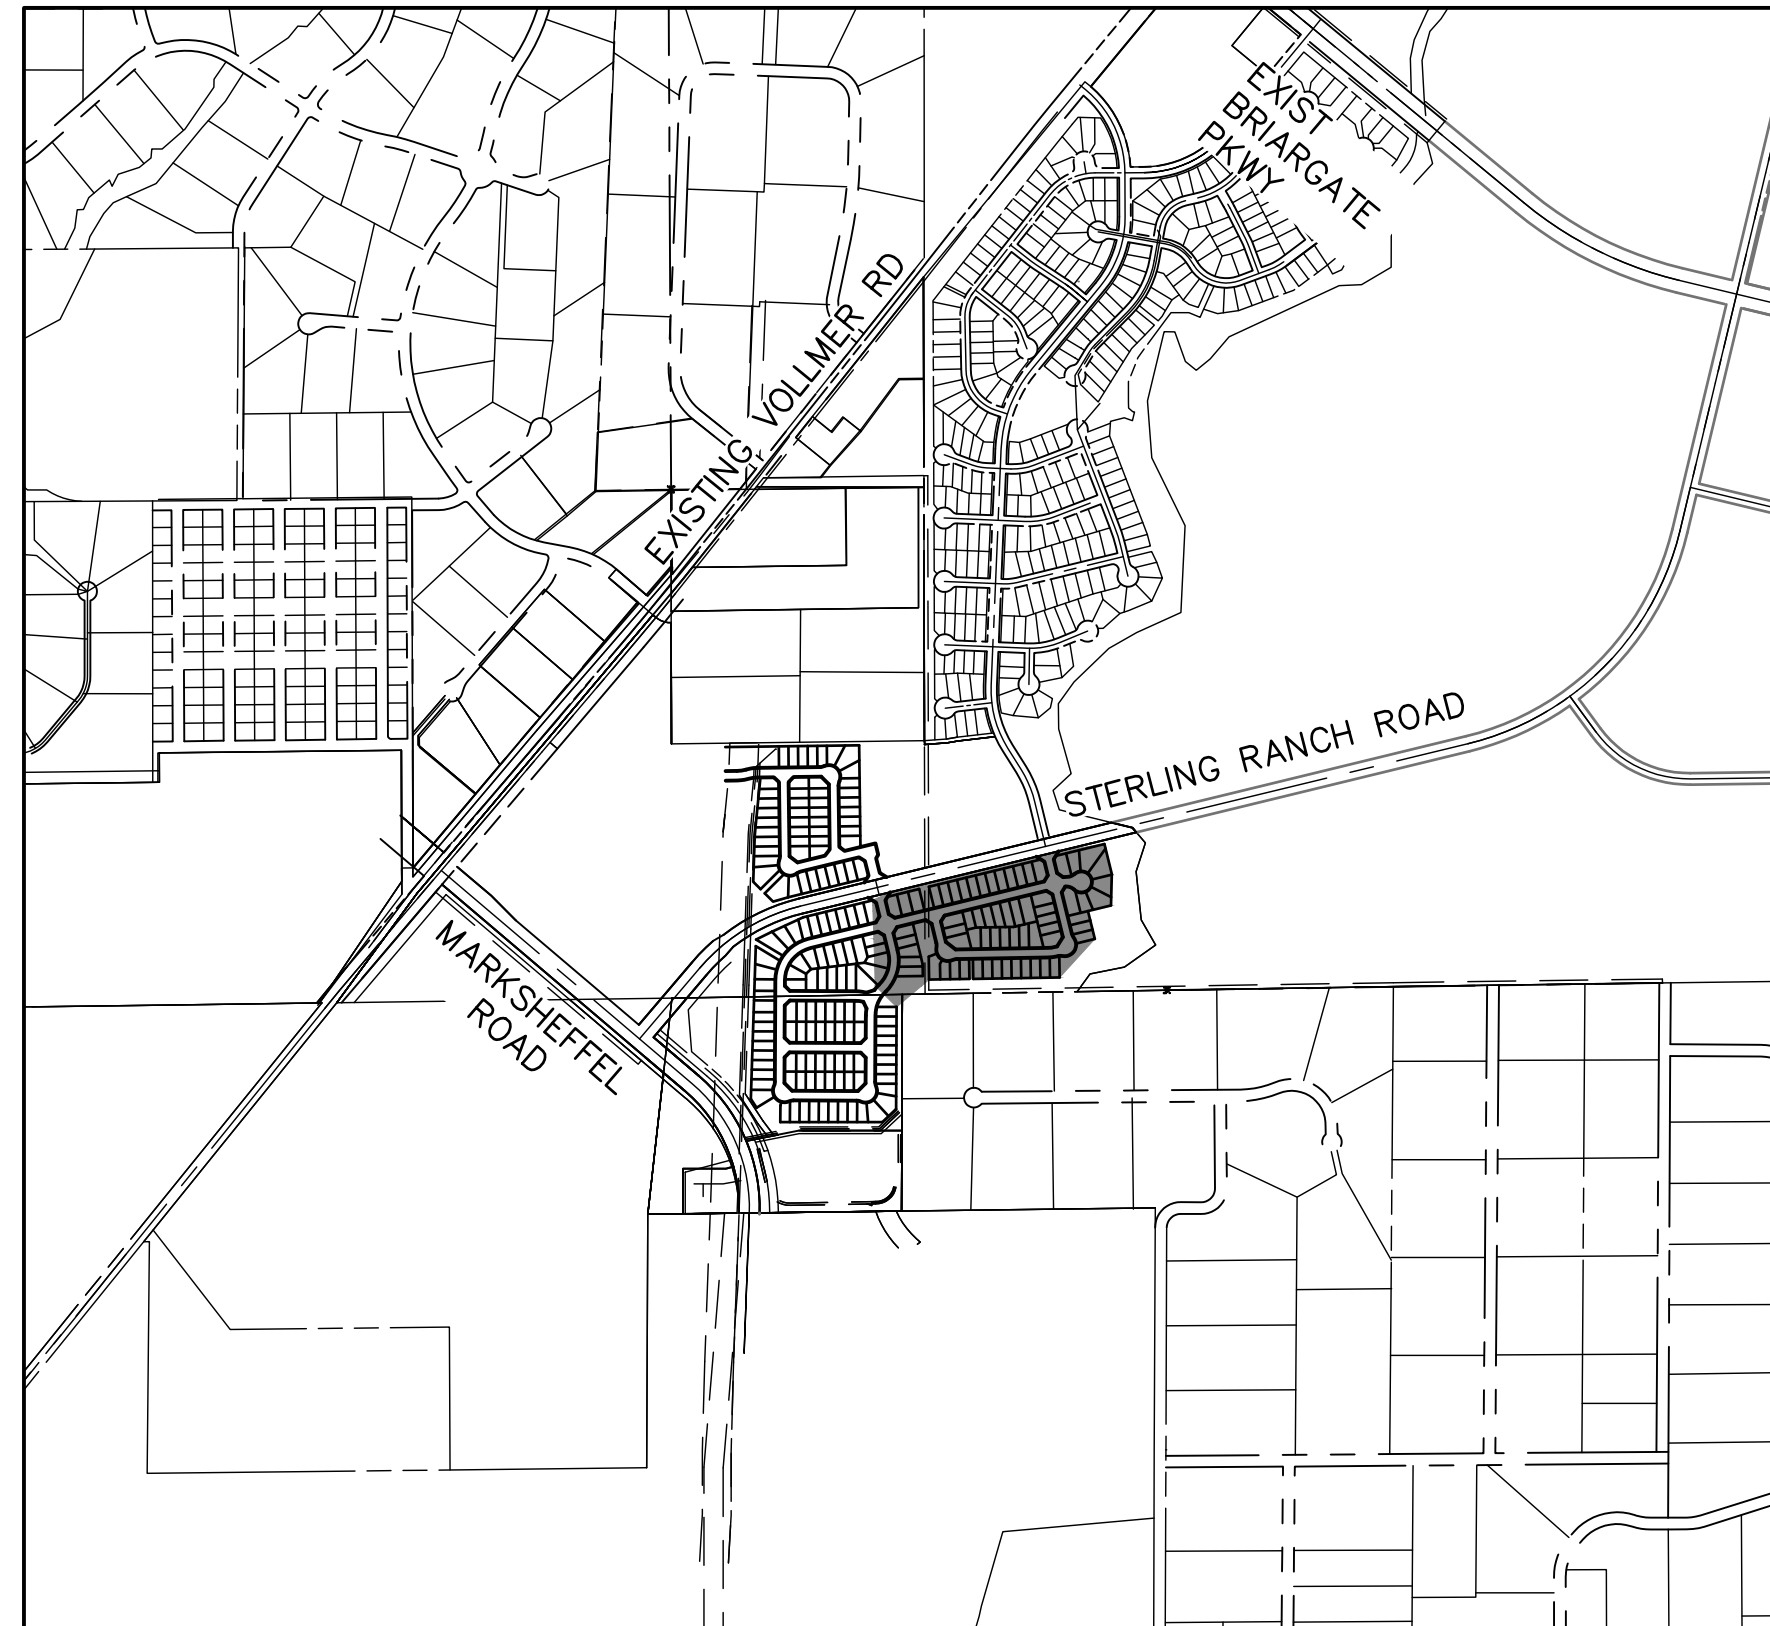 EXIST
BRIARGATE
PKWY
EXISTING VOLLMER RD
STERLING RANCH ROAD
MARKSHEFFEL
ROAD